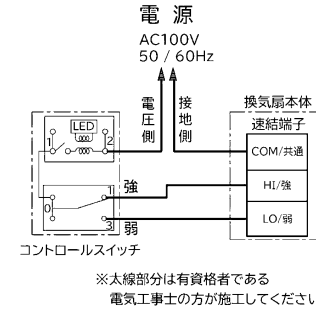 電源
AC100V
50 / 60Hz
電圧側
接地側
換気扇本体
速結端子
LED
1
2
COM/共通
0
1
強
HI/強
3
弱
LO/弱
コントロールスイッチ
※太線部分は有資格者である
電気工事士の方が施工してください